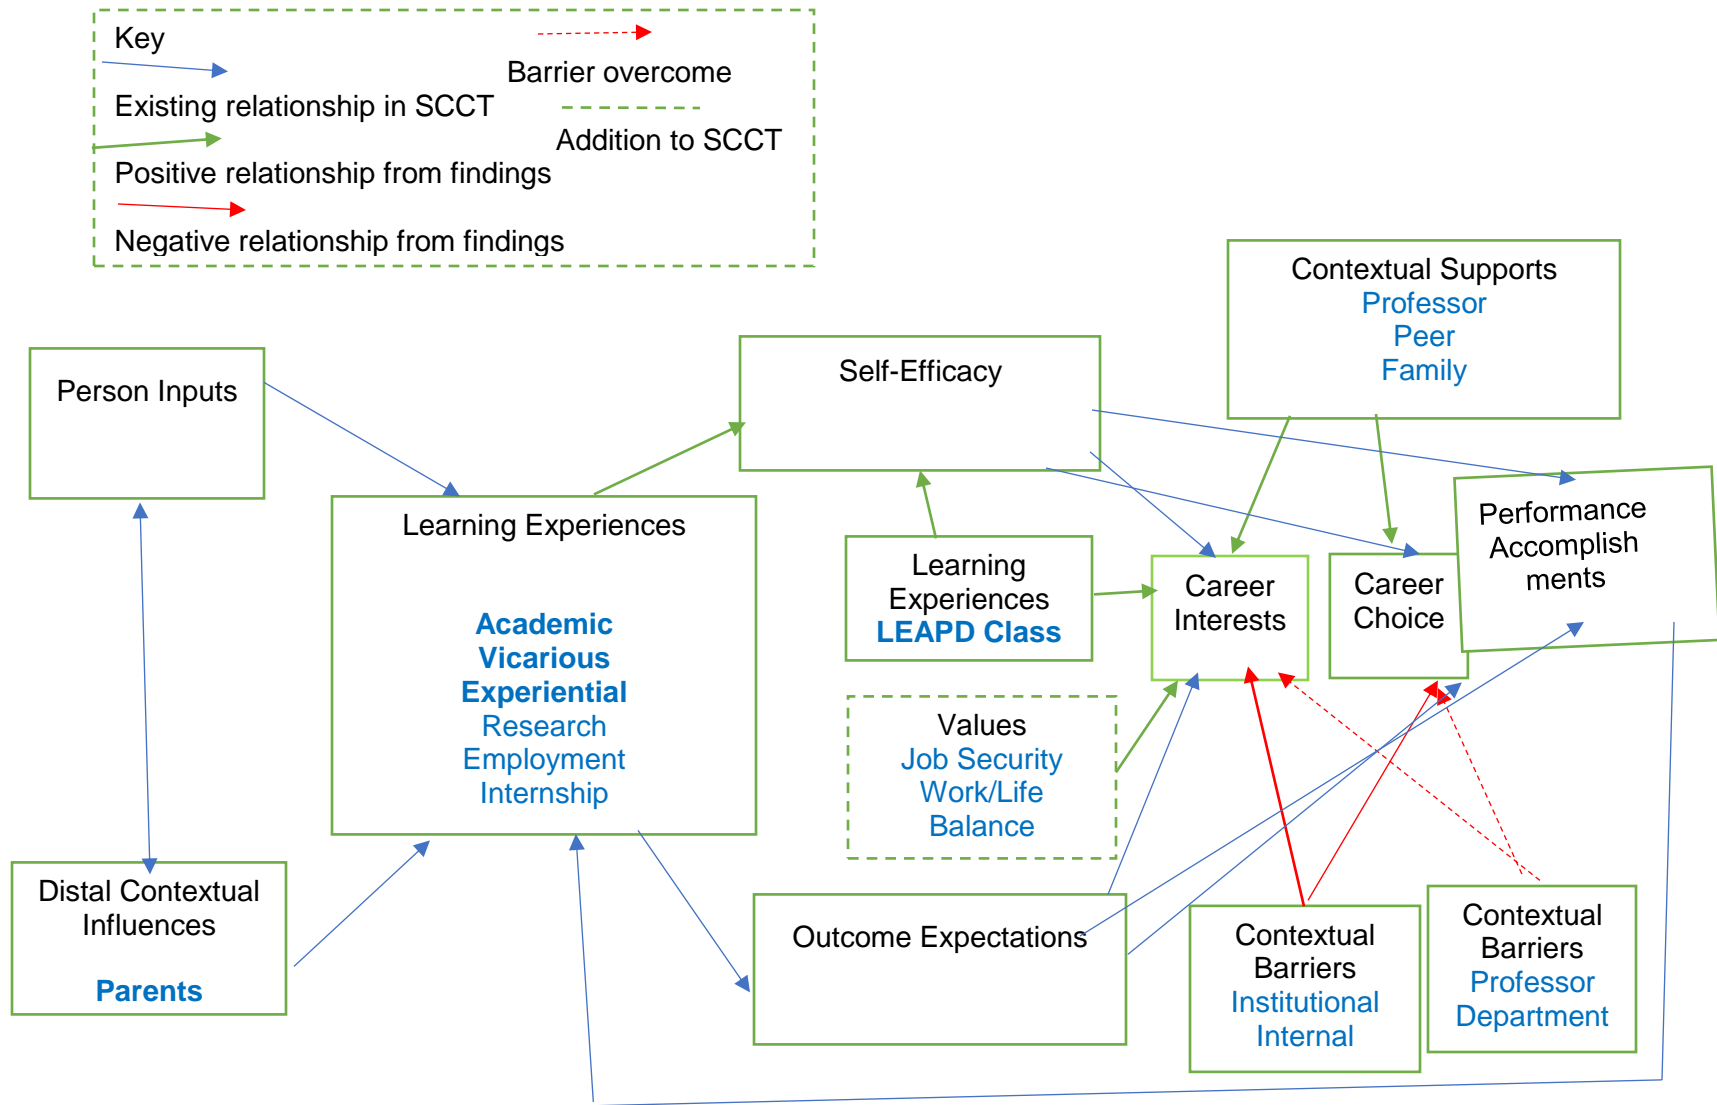 Key
Barrier overcome
Existing relationship in SCCT
Addition to SCCT
Positive relationship from findings
Negative relationship from findings
Contextual Supports
Professor
Peer
Family
Person Inputs
Self-Efficacy
Learning Experiences
Academic
Vicarious
Experiential
Research
Employment
Internship
Learning
Experiences
LEAPD Class
Career
Interests
Career
Choice
Performance
Accomplish
ments
Values
Job Security
Work/Life
Balance
Distal Contextual
Influences
Parents
Outcome Expectations
Contextual
Barriers
Institutional
Internal
Contextual
Barriers
Professor
Department